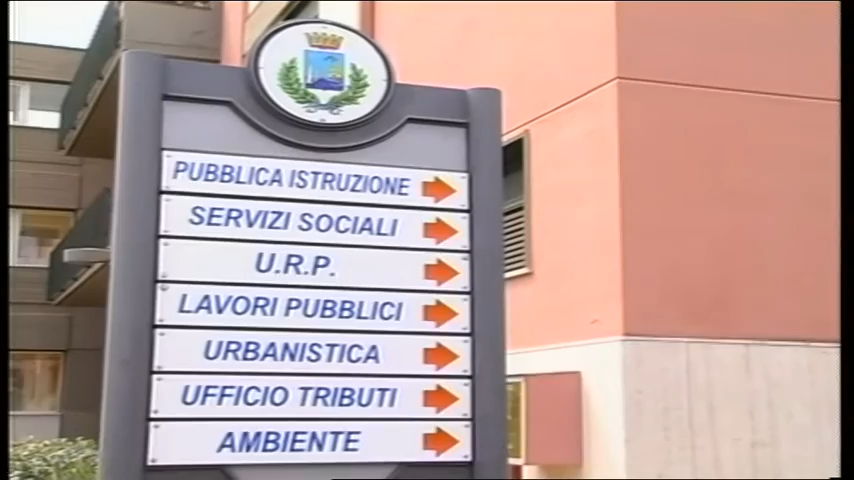 PUBBLICA ISTRUZIONE
SERVIZI SOCIALI
U.R.P.
LAVORI PUBBLICI
URBANISTICA
UFFICIO TRIBUTI
AMBIENTE